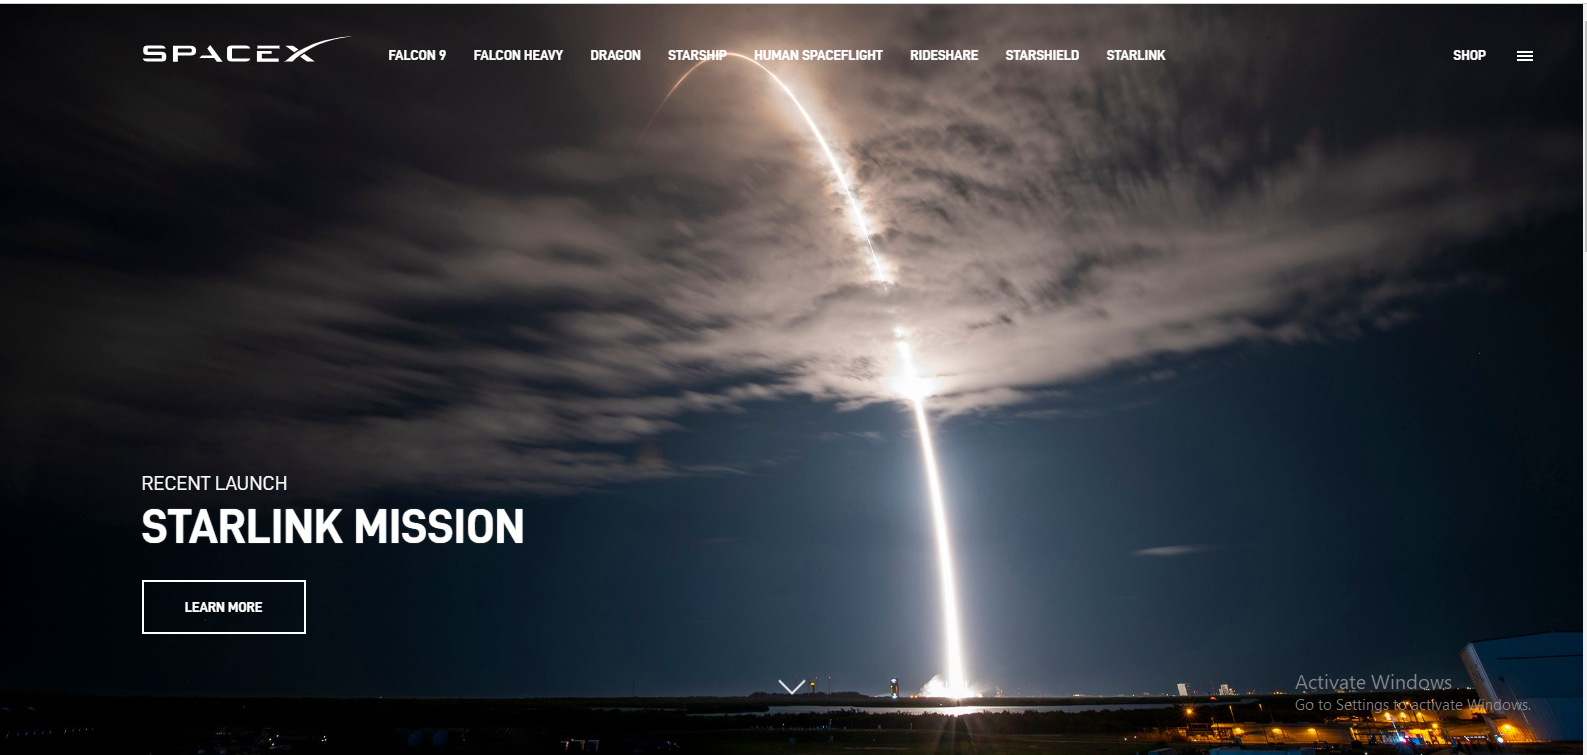 SPACEX
FALCON 9
FALCON HEAVY
DRAGON
STARSHIP
HUMAN SPACEFLIGHT
RIDESHARE
STARSHIELD
STARLINK
SHOP
RECENT LAUNCH
STARLINK MISSION
LEARN MORE
Activate Windows
Go to Settings to activate Windows.